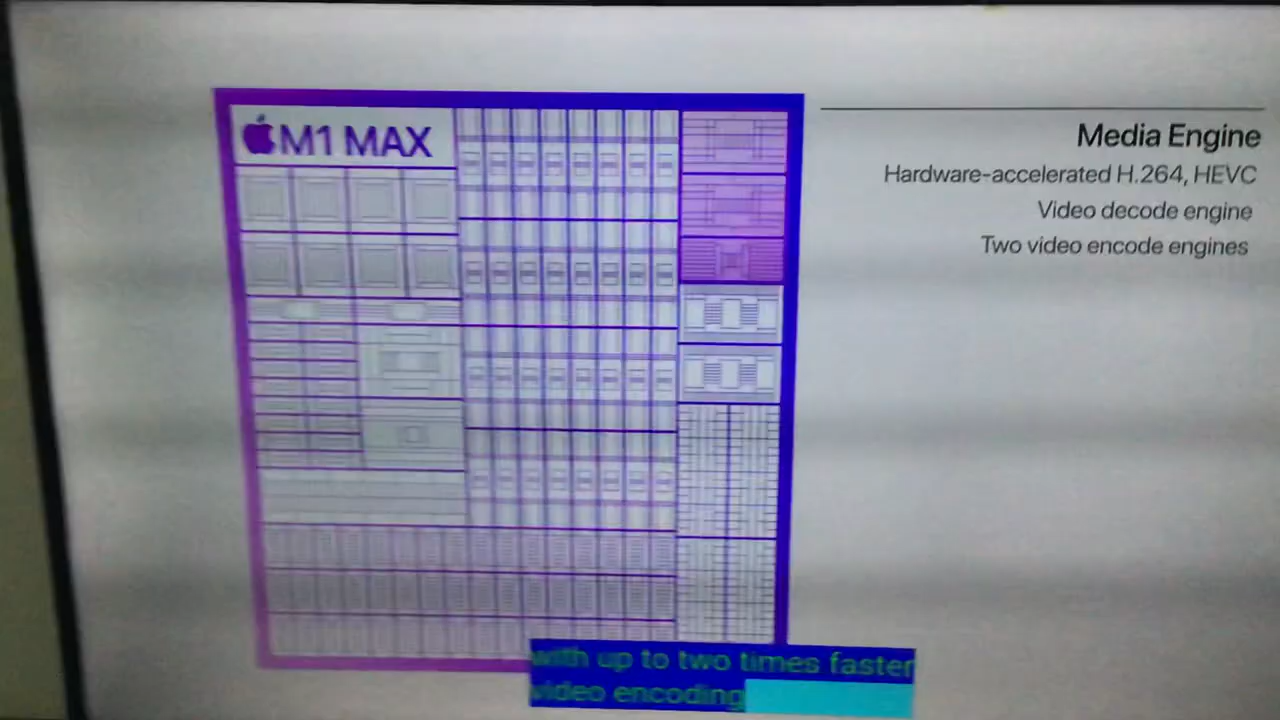 M1 MAX
Media Engine
Hardware-accelerated H.264, HEVC
Video decode engine
Two video encode engines
with up to two times faster
video encoding